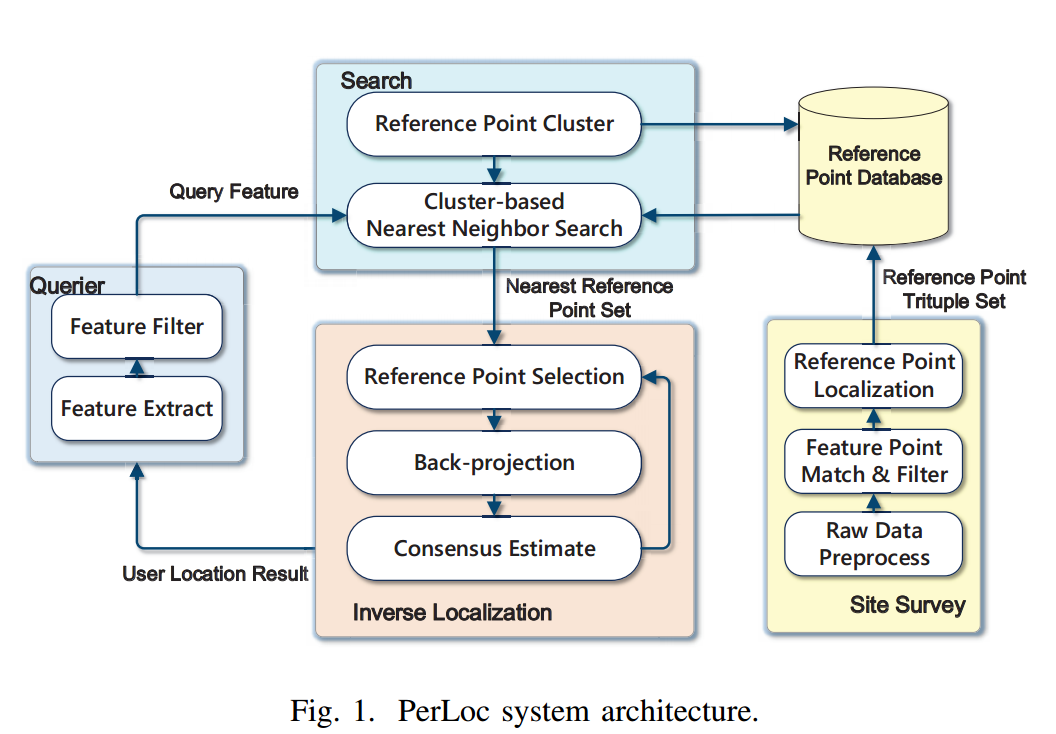 Search
Reference Point Cluster
Cluster-based
Nearest Neighbor Search
Reference
Point Database
Query Feature
Querier
Feature Filter
Feature Extract
Nearest Reference
Point Set
Reference Point
Trituple Set
Reference Point Selection
Back-projection
Consensus Estimate
Inverse Localization
User Location Result
Reference Point
Localization
Feature Point
Match & Filter
Raw Data
Preprocess
Site Survey
Fig. 1. PerLoc system architecture.